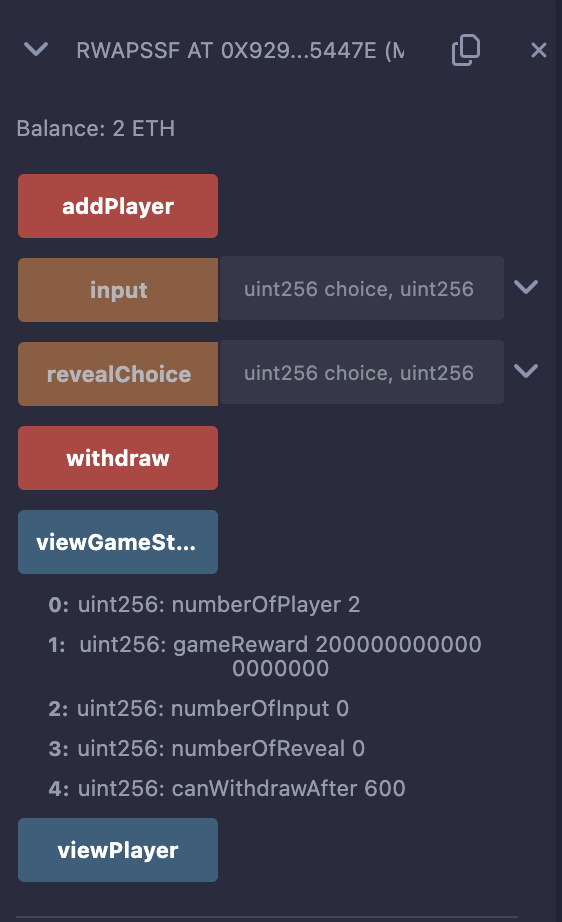 RWAPSSF AT 0X929...5447E (M
Balance: 2 ETH
addPlayer
input
uint256 choice, uint256
revealChoice
uint256 choice, uint256
withdraw
viewGameSt...
0: uint256: numberOfPlayer 2
1: uint256: gameReward 200000000000
0000000
2: uint256: numberOfInput 0
3: uint256: numberOfReveal 0
4: uint256: canWithdrawAfter 600
viewPlayer